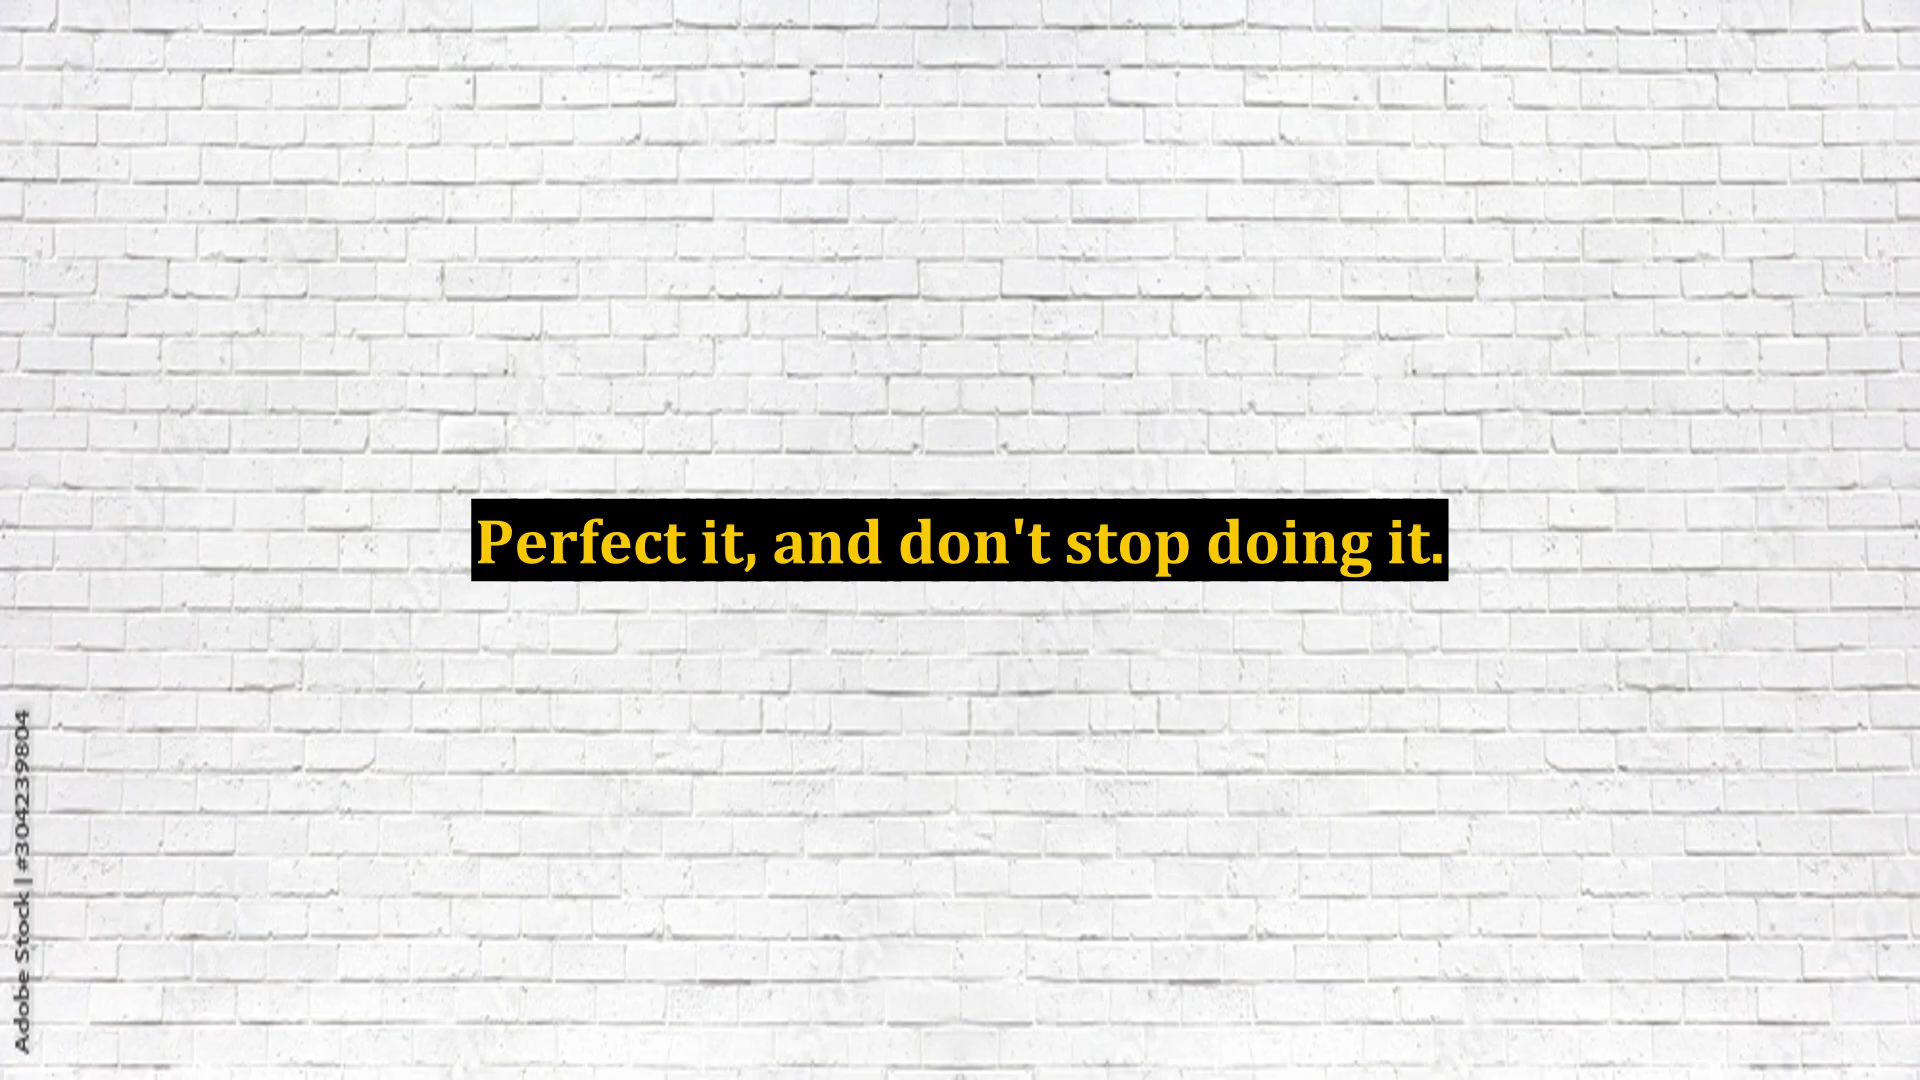 Perfect it, and don't stop doing it.
Adobe Stock | #304239804